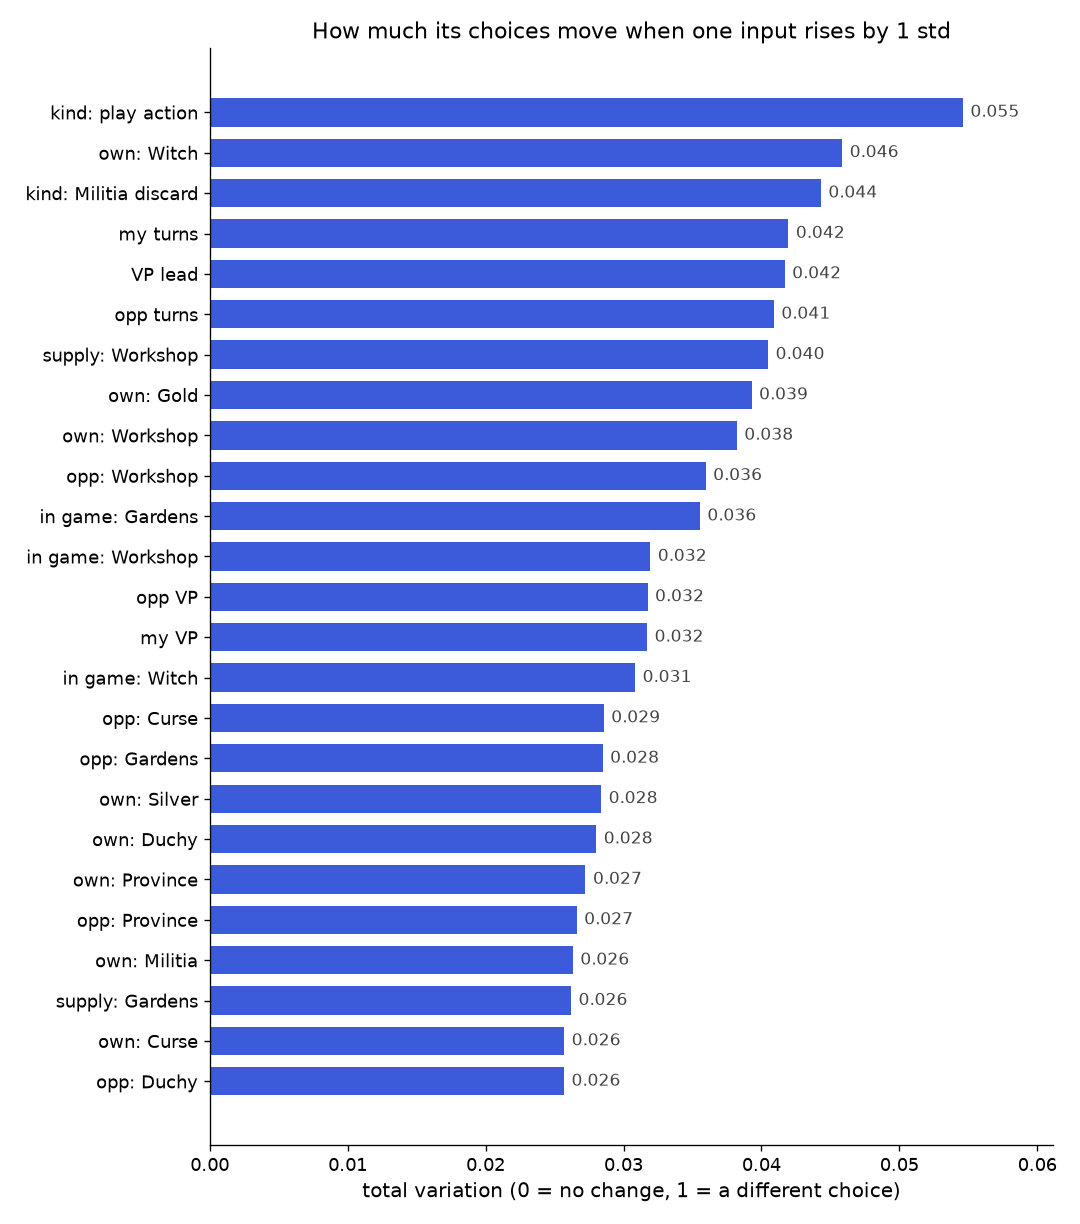 How much its choices move when one input rises by 1 std
kind: play action 0.055
own: Witch 0.046
kind: Militia discard 0.044
my turns 0.042
VP lead 0.042
opp turns 0.041
supply: Workshop 0.040
own: Gold 0.039
own: Workshop 0.038
opp: Workshop 0.036
in game: Gardens 0.036
in game: Workshop 0.032
opp VP 0.032
my VP 0.032
in game: Witch 0.031
opp: Curse 0.029
opp: Gardens 0.028
own: Silver 0.028
own: Duchy 0.028
own: Province 0.027
opp: Province 0.027
own: Militia 0.026
supply: Gardens 0.026
own: Curse 0.026
opp: Duchy 0.026
0.00 0.01 0.02 0.03 0.04 0.05 0.06
total variation (0 = no change, 1 = a different choice)